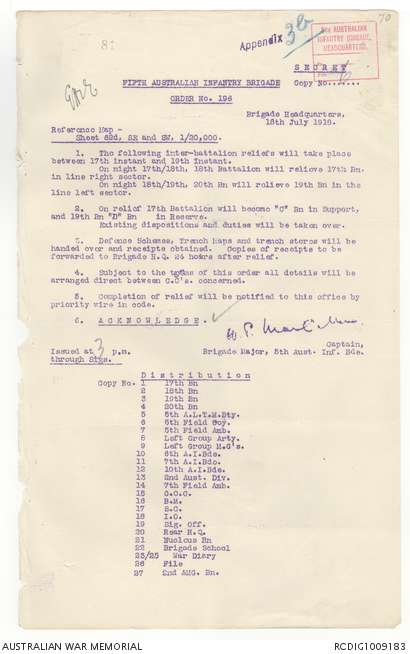 70
8
Appendix 3b
5TH AUSTRALIAN
INFANTRY BRIGADE,
HEADQUARTERS.
SECRET
FIFTH AUSTRALIAN INFANTRY BRIGADE Copy No.......
ORDER No. 196
Brigade Headquarters,
18th July 1918.
Reference Map -
Sheet 62d, SE and SW, 1/20,000.
1. The following inter-battalion reliefs will take place
between 17th instant and 19th instant.
On night 17th/18th, 18th Battalion will relieve 17th Bn.
in line right sector.
On night 18th/19th, 20th Bn will rolieve 19th Bn in the
line left sector.
2. On relief 17th Battalion will become "C" Bn in Support,
and 19th Bn "D" Bn in Reserve.
Existing dispositions and duties will be taken over.
3. Defense Schemes, trench Maps and trench stores will be
handed over and receipts obtained. Copies of receipts to be
forwarded to Brigade H.Q. 24 hours after relief.
4. Subject to the terms of this order all details will be
arranged direct between C.O's. concerned.
5. Completion of relief will be notified to this office by
priority wire in code.
6. ACKNOWLEDGE.
Captain,
Issued at 3 p.m. Brigade Major, 5th Aust. Inf. Bde.
through Sigs.
Distribution
Copy No. 1 17th Bn
2 18th Bn
3 19th Bn
4 20th Bn
5 5th A.L.T.M.Bty.
6 5th Field Coy.
7 5th Field Amb.
8 Left Group Arty.
9 Left Group M.G's.
10 6th A.I.Bde.
11 7th A.I.Bde.
12 10th A.I.Bde.
13 2nd Aust. Div.
14 7th Field Amb.
15 G.O.C.
16 B.M.
17 S.C.
18 I.O.
19 Sig. Off.
20 Rear H.Q.
21 Nucleus Bn
22 Brigade School
23/25 War Diary
26 File
27 2nd AMG. Bn.
AUSTRALIAN WAR MEMORIAL
RCDIG1009183